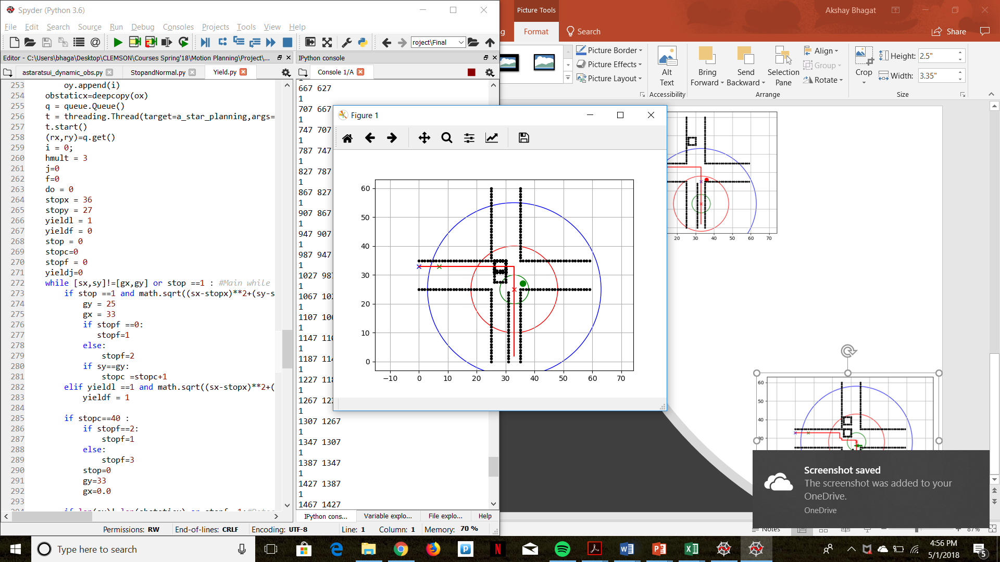 Spyder (Python 3.6)
File Edit Search Source Run Debug Consoles Projects Tools View Help
roject\Final
Editor - C:\Users\bhaga\Desktop\CLEMSON\Courses Spring'18\Motion Planning\Project\...
astaratsui_dynamic_obs.py StopandNormal.py Yield.py
253 oy.append(i)
254 obstaticx=deepcopy(ox)
255 q = queue.Queue()
256 t = threading.Thread(target=a_star_planning,args=
257 t.start()
258 (rx,ry)=q.get()
259 i = 0;
260 hmult = 3
261 j=0
262 f=0
263 do = 0
264 stopx = 36
265 stopy = 27
266 yieldl = 1
267 yieldf = 0
268 stop = 0
269 stopc=0
270 stopf = 0
271 yieldj=0
272 while [sx,sy]!=[gx,gy] or stop ==1 : #Main while
273 if stop ==1 and math.sqrt((sx-stopx)**2+(sy-s
274 gy = 25
275 gx = 33
276 if stopf ==0:
277 stopf=1
278 else:
279 stopf=2
280 if sy==gy:
281 stopc =stopc+1
282 elif yieldl ==1 and math.sqrt((sx-stopx)**2+(
283 yieldf = 1
284
285 if stopc==40 :
286 if stopf==2:
287 stopf=1
288 else:
289 stopf=3
290 stop=0
291 gy=33
292 gx=0.0
293
IPython console
Console 1/A
667 627
1
707 667
1
747 707
1
787 747
1
827 787
1
867 827
1
907 867
1
947 907
1
987 947
1
1027 987
1
1067 102
1
1107 106
1
1147 110
1
1187 114
1
1227 118
1
1267 122
1
1307 1267
1
1347 1307
1
1387 1347
1
1427 1387
1
1467 1427
IPython cons... Variable explo... File explo... Help
Permissions: RW End-of-lines: CRLF Encoding: UTF-8 Line: 1 Column: 1 Memory: 70 %
Figure 1
60
50
40
30
20
10
0
−10 0 10 20 30 40 50 60 70
Picture Tools
Akshay Bhagat
g Format Search Share
Picture Border
Picture Effects
Picture Layout
Alt
Text
Accessibility
Bring
Forward
Send
Backward
Selection
Pane
Align
Group
Rotate
Arrange
Crop
Height: 2.5"
Width: 3.35"
Size
20 30 40 50 60 70
60
50
40
30
Screenshot saved
The screenshot was added to your
OneDrive.
OneDrive
Notes
87%
Type here to search
4:56 PM
5/1/2018
5